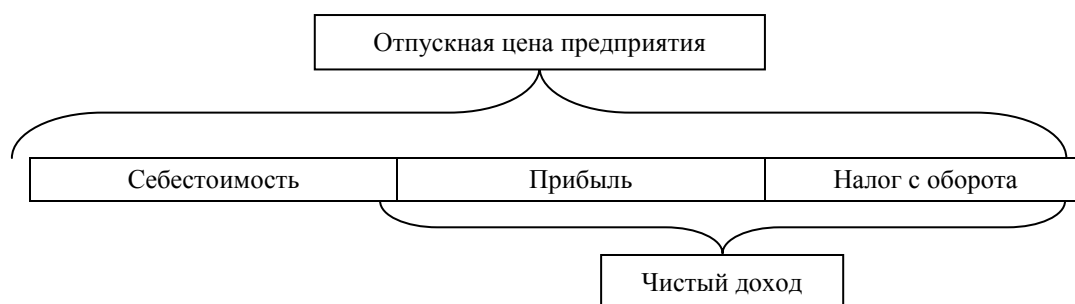 Отпускная цена предприятия
Себестоимость
Прибыль
Налог с оборота
Чистый доход